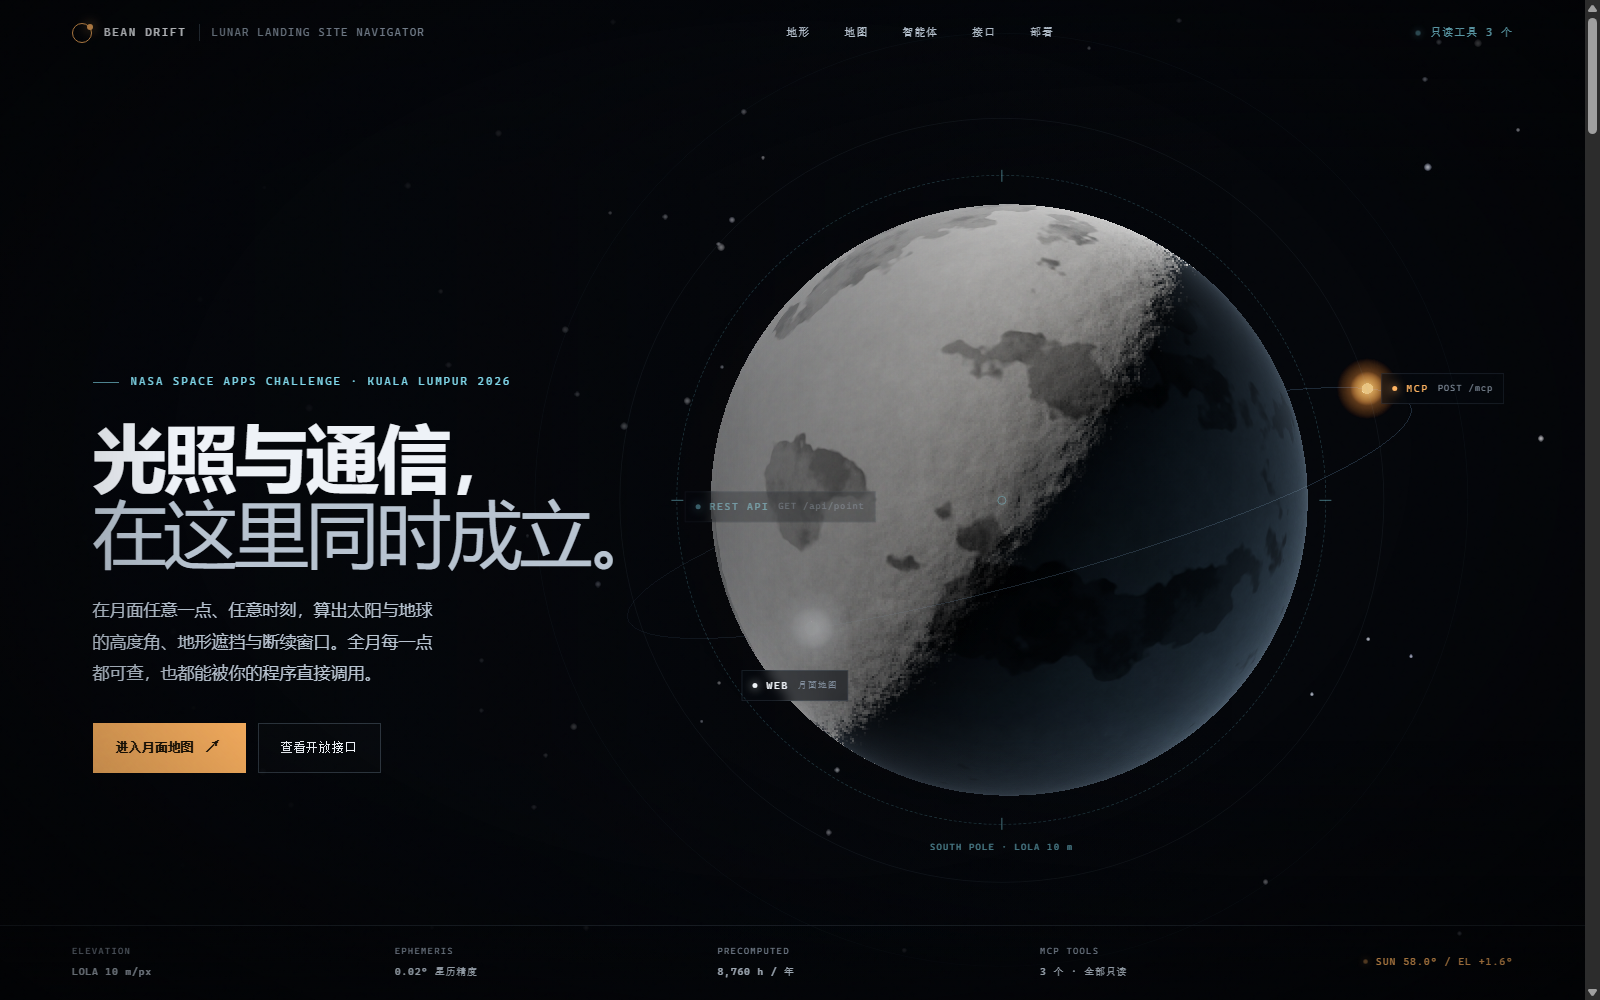 BEAN DRIFT
LUNAR LANDING SITE NAVIGATOR
地形
地图
智能体
接口
部署
只读工具 3 个
NASA SPACE APPS CHALLENGE · KUALA LUMPUR 2026
光照与通信，
在这里同时成立。
在月面任意一点、任意时刻，算出太阳与地球
的高度角、地形遮挡与断续窗口。全月每一点
都可查，也都能被你的程序直接调用。
进入月面地图
查看开放接口
MCP POST /mcp
REST API GET /api/point
WEB 月面地图
SOUTH POLE · LOLA 10 m
ELEVATION
LOLA 10 m/px
EPHEMERIS
0.02° 星历精度
PRECOMPUTED
8,760 h / 年
MCP TOOLS
3 个 · 全部只读
SUN 58.0° / EL +1.6°